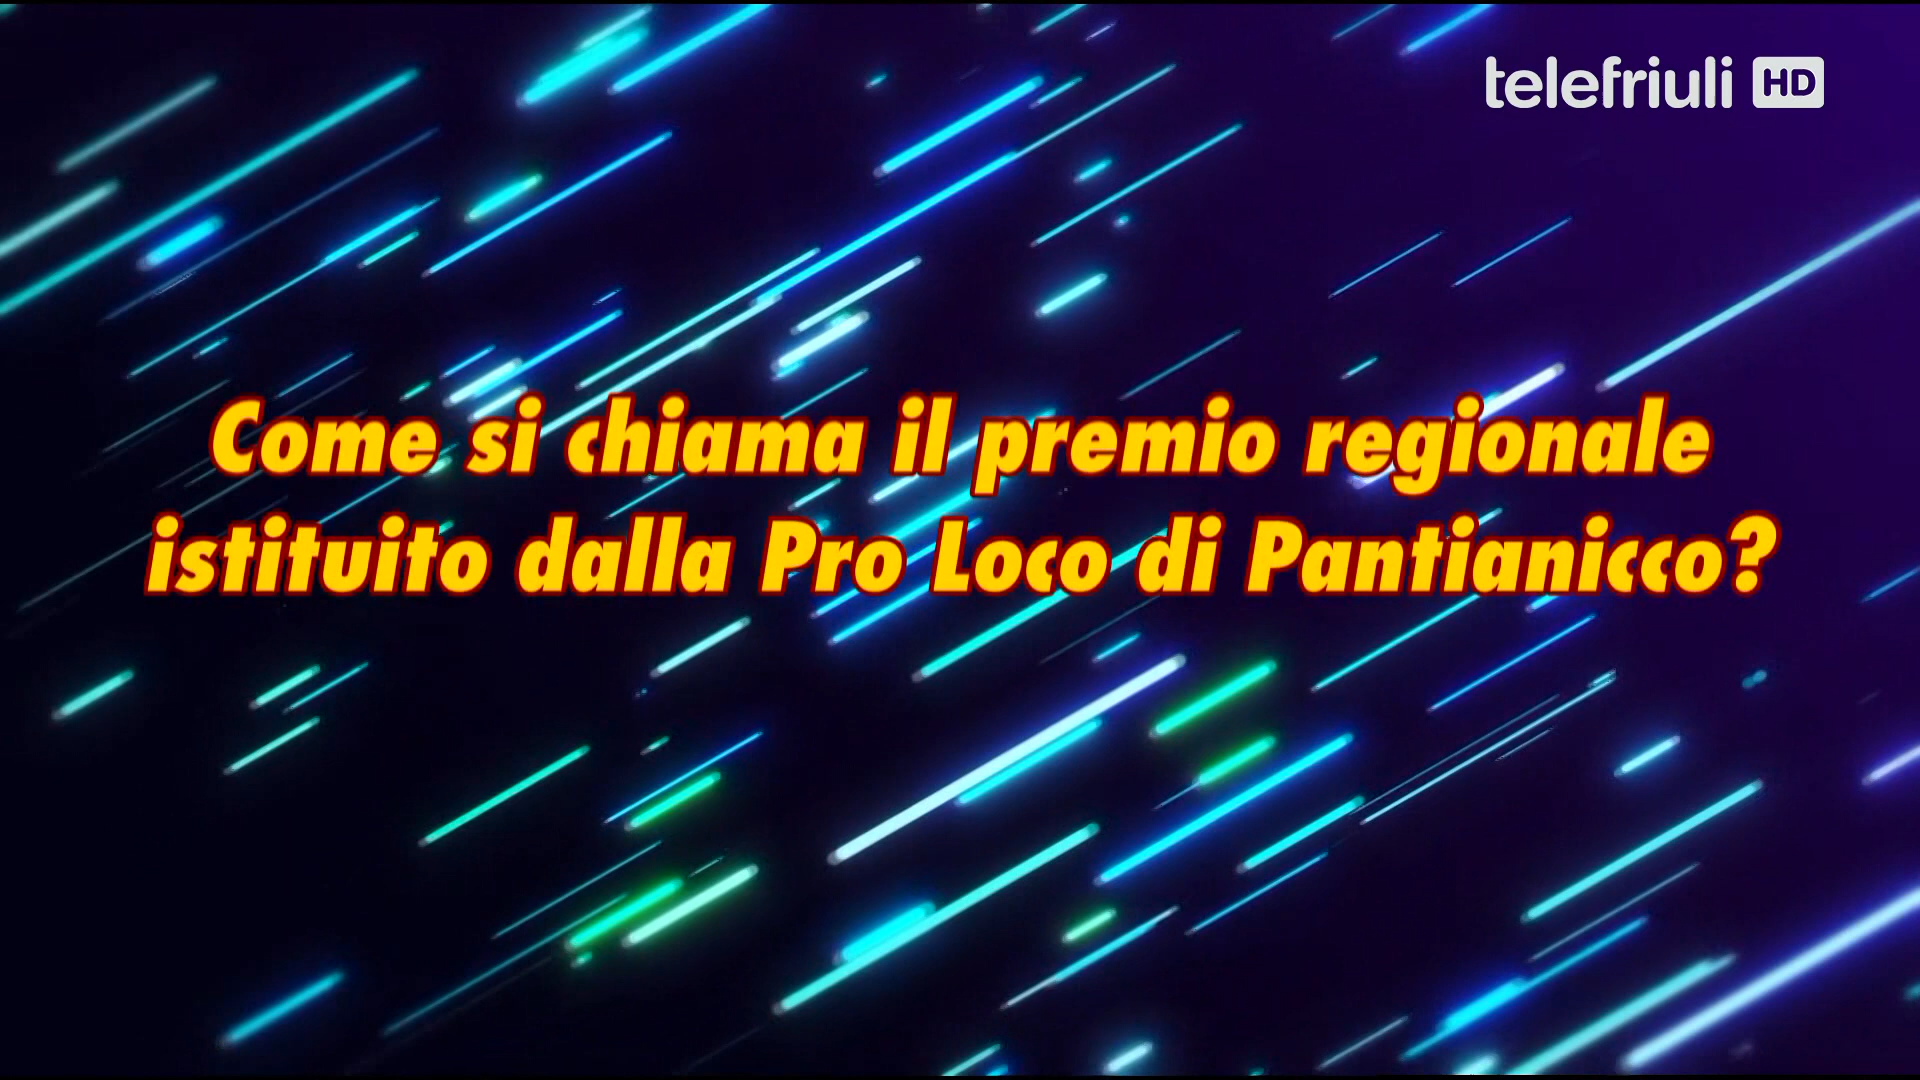 telefriuli HD
Come si chiama il premio regionale
istituito dalla Pro Loco di Pantianicco?